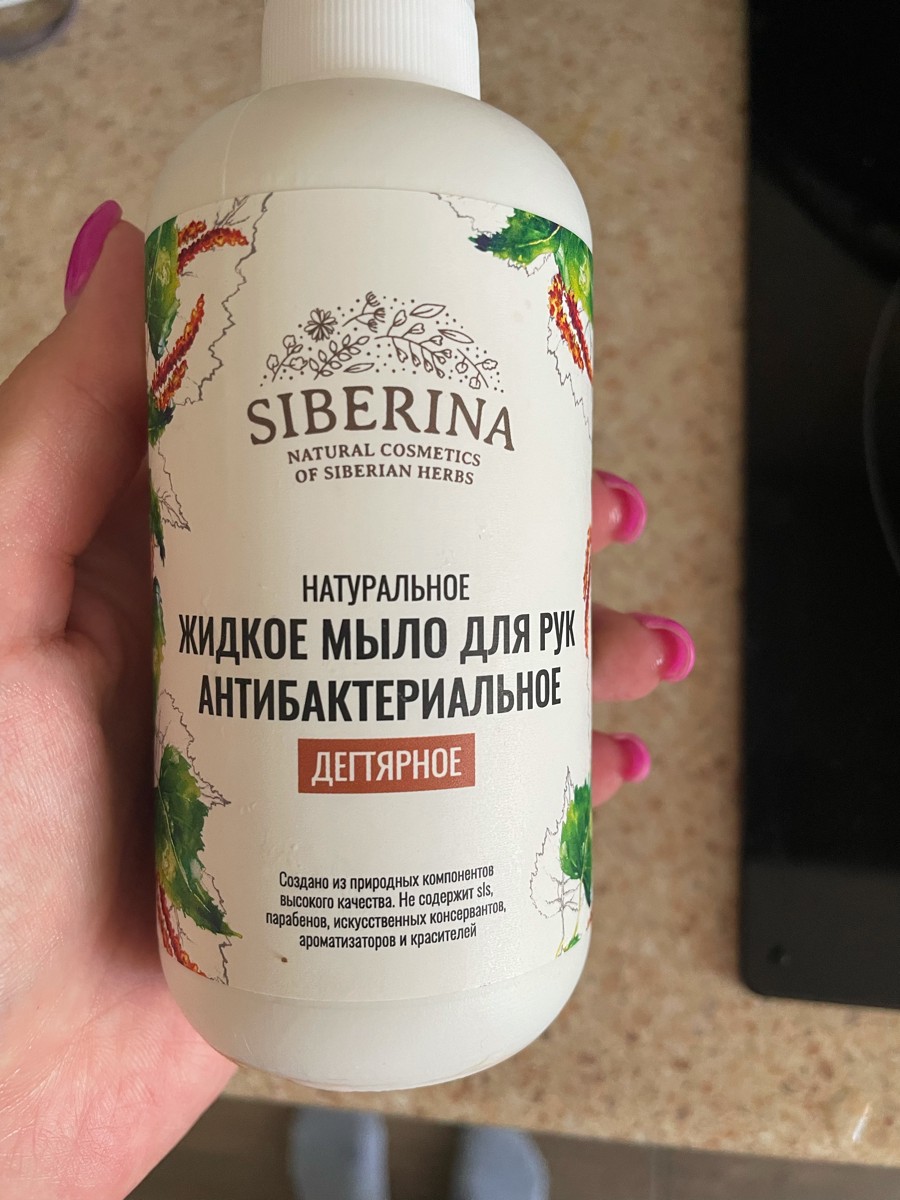 SIBERINA
NATURAL COSMETICS
OF SIBERIAN HERBS
НАТУРАЛЬНОЕ
ЖИДКОЕ МЫЛО ДЛЯ РУК
АНТИБАКТЕРИАЛЬНОЕ
ДЕГТЯРНОЕ
Создано из природных компонентов
высокого качества. Не содержит sls,
парабенов, искусственных консервантов,
ароматизаторов и красителей